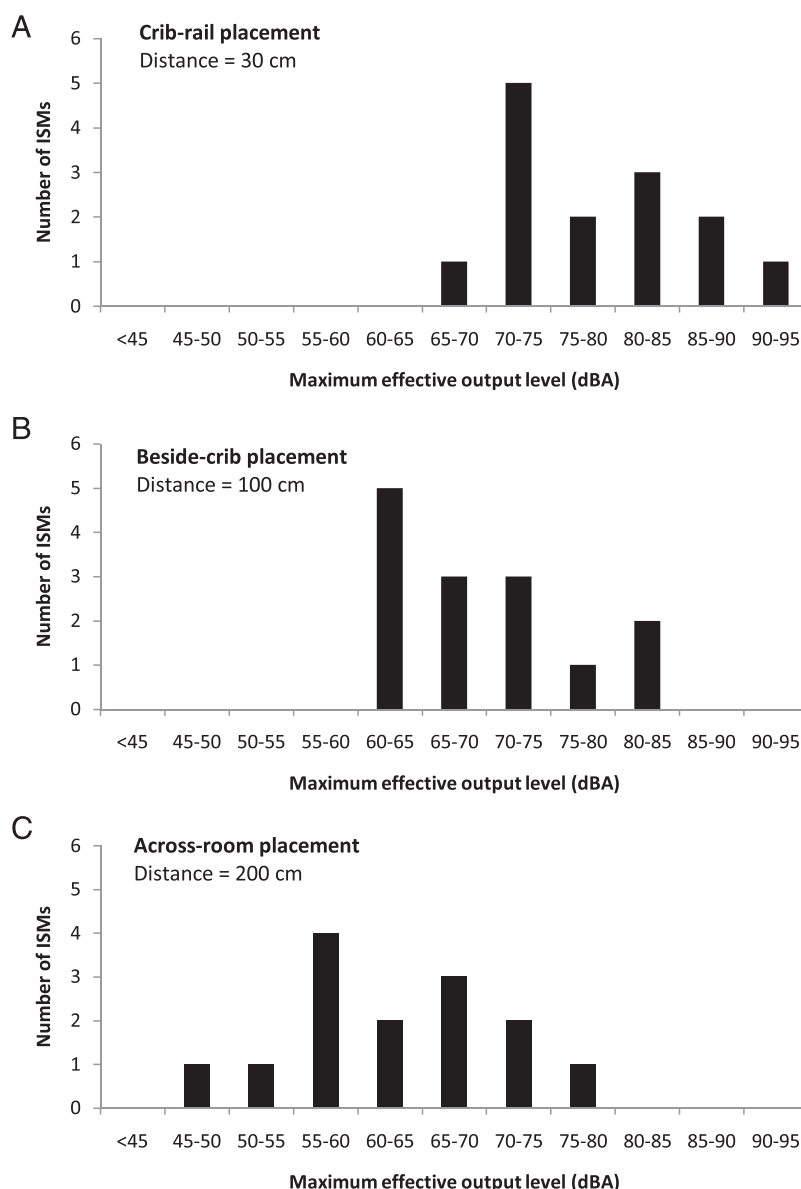 A
Crib-rail placement
Distance = 30 cm
Number of ISMs
6
5
4
3
2
1
0
<45 45-50 50-55 55-60 60-65 65-70 70-75 75-80 80-85 85-90 90-95
Maximum effective output level (dBA)
B
Beside-crib placement
Distance = 100 cm
Number of ISMs
6
5
4
3
2
1
0
<45 45-50 50-55 55-60 60-65 65-70 70-75 75-80 80-85 85-90 90-95
Maximum effective output level (dBA)
C
Across-room placement
Distance = 200 cm
Number of ISMs
6
5
4
3
2
1
0
<45 45-50 50-55 55-60 60-65 65-70 70-75 75-80 80-85 85-90 90-95
Maximum effective output level (dBA)